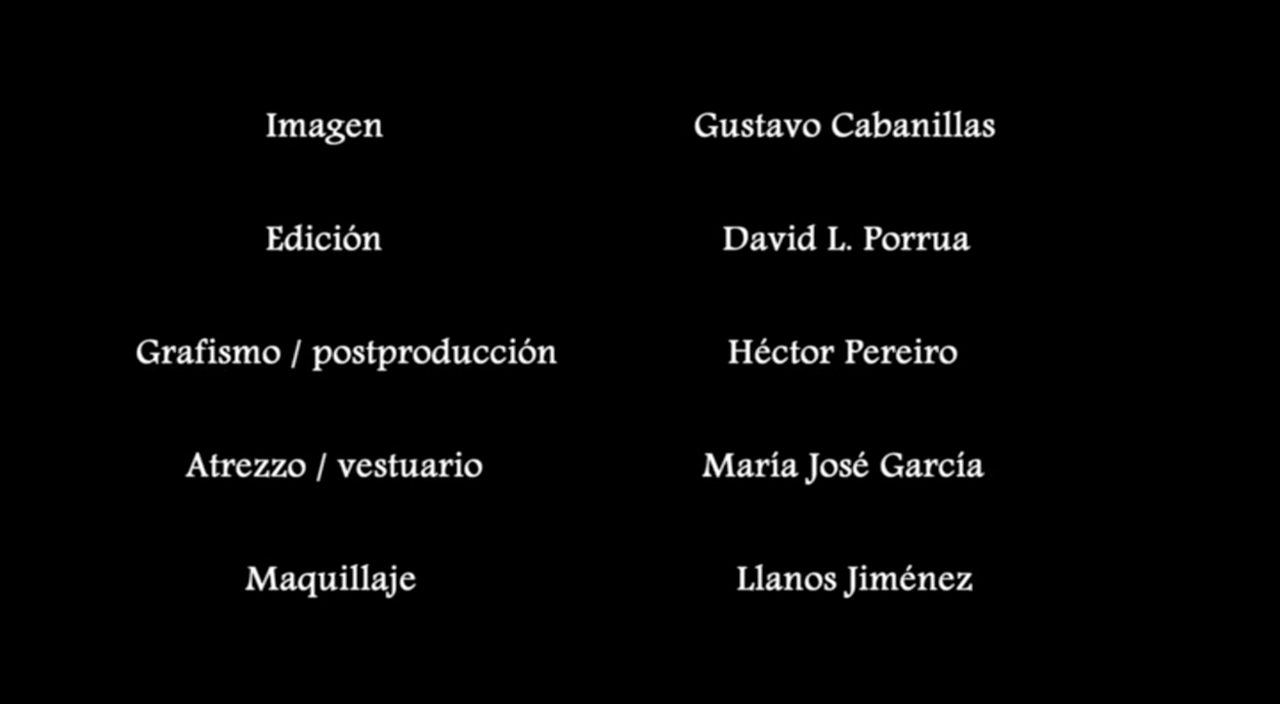 Imagen Gustavo Cabanillas
Edición David L. Porrua
Grafismo / postproducción Héctor Pereiro
Atrezzo / vestuario María José García
Maquillaje Llanos Jiménez